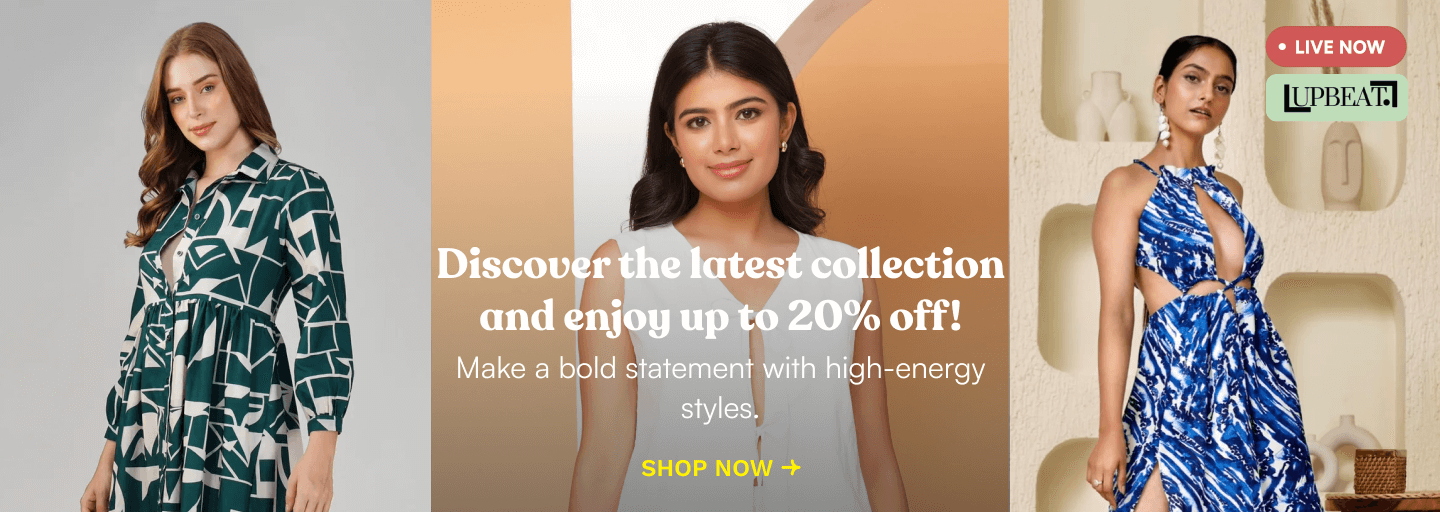 LIVE NOW
UPBEAT.
Discover the latest collection
and enjoy up to 20% off!
Make a bold statement with high-energy
styles.
SHOP NOW